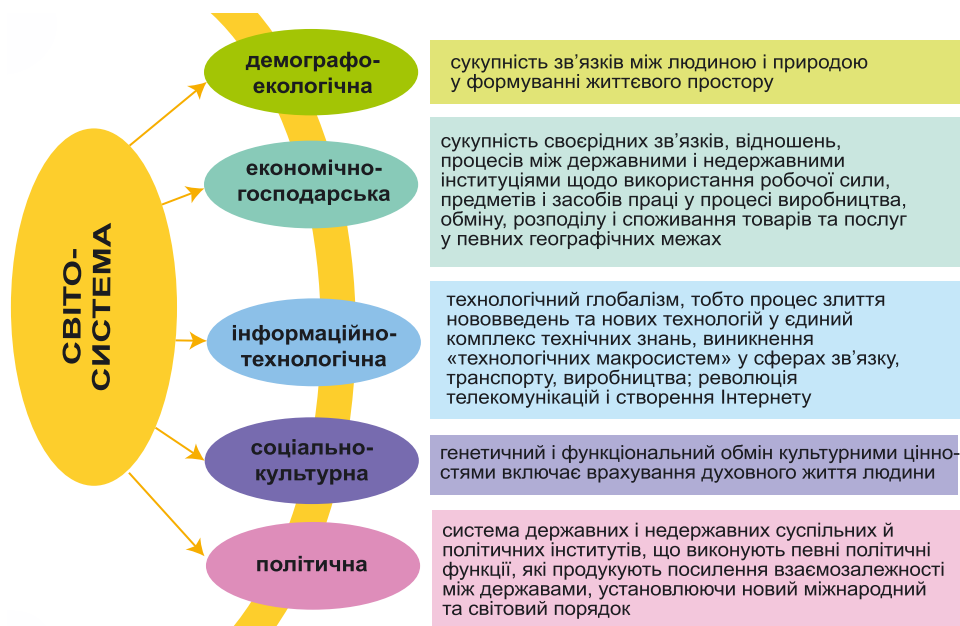 СВІТО-
СИСТЕМА
демографо-
екологічна
сукупність зв’язків між людиною і природою
у формуванні життєвого простору
економічно-
господарська
сукупність своєрідних зв’язків, відношень,
процесів між державними і недержавними
інституціями щодо використання робочої сили,
предметів і засобів праці у процесі виробництва,
обміну, розподілу і споживання товарів та послуг
у певних географічних межах
інформаційно-
технологічна
технологічний глобалізм, тобто процес злиття
нововведень та нових технологій у єдиний
комплекс технічних знань, виникнення
«технологічних макросистем» у сферах зв’язку,
транспорту, виробництва; революція
телекомунікацій і створення Інтернету
соціально-
культурна
генетичний і функціональний обмін культурними цінно-
стями включає врахування духовного життя людини
політична
система державних і недержавних суспільних й
політичних інститутів, що виконують певні політичні
функції, які продукують посилення взаємозалежності
між державами, установлюючи новий міжнародний
та світовий порядок